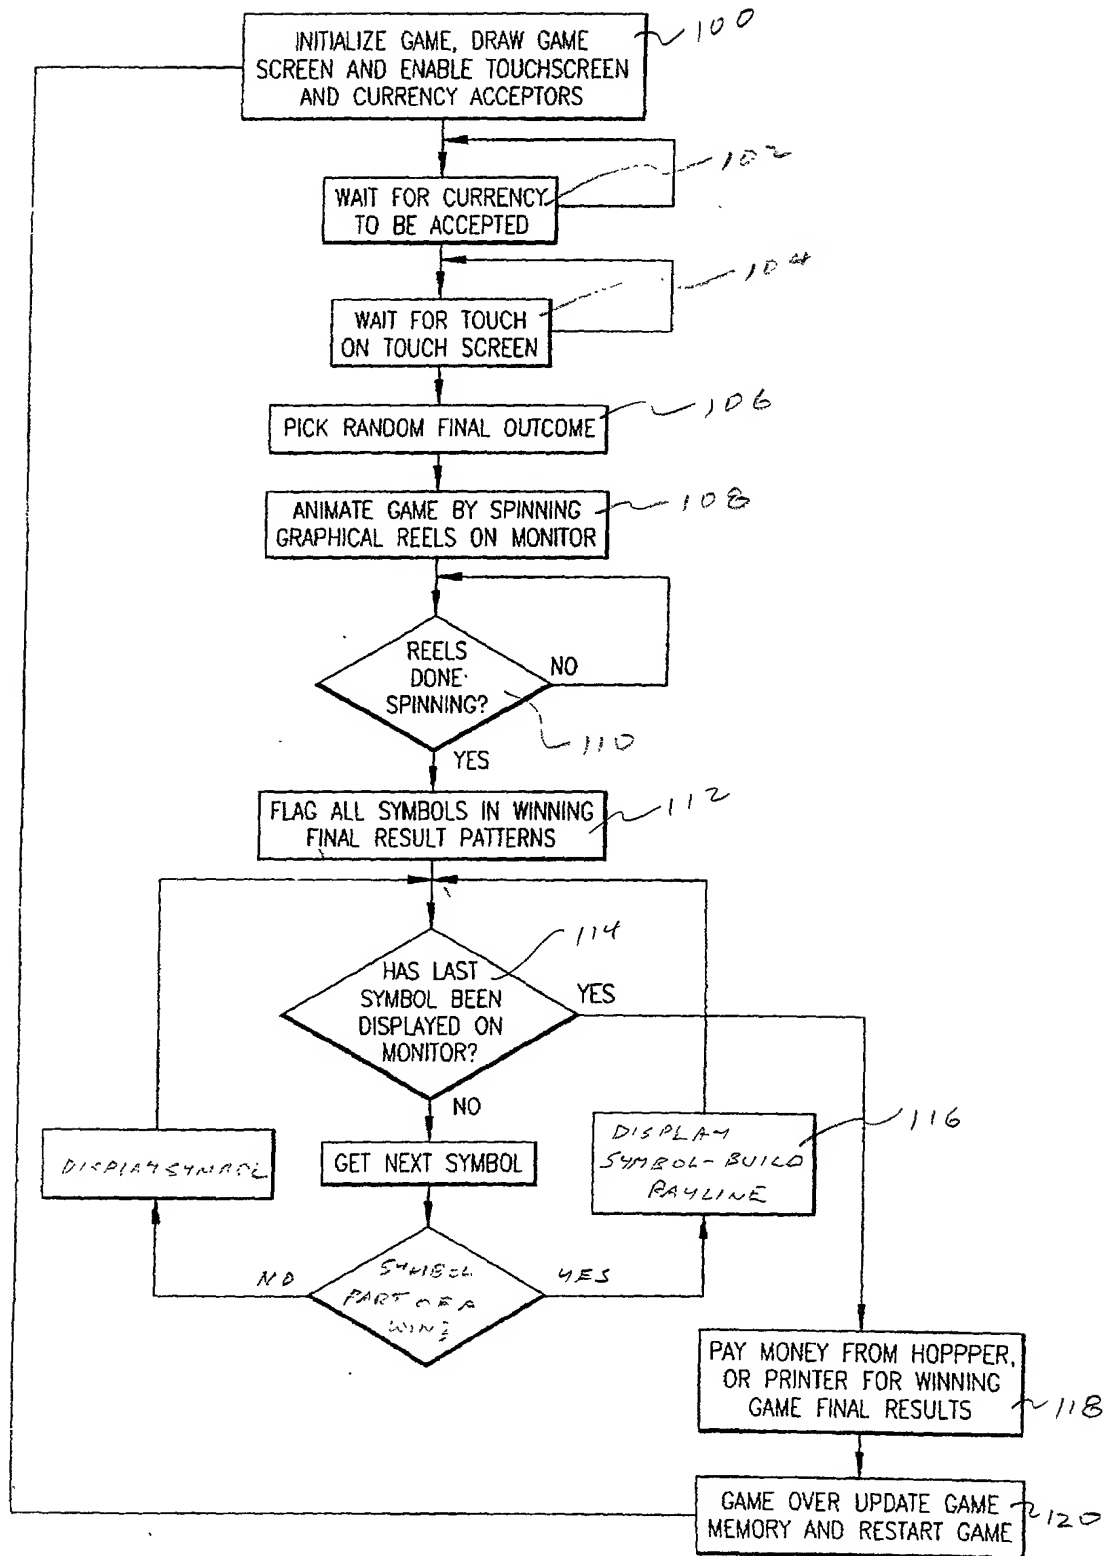 INITIALIZE GAME, DRAW GAME
SCREEN AND ENABLE TOUCHSCREEN
AND CURRENCY ACCEPTORS
100
WAIT FOR CURRENCY
TO BE ACCEPTED
102
WAIT FOR TOUCH
ON TOUCH SCREEN
104
PICK RANDOM FINAL OUTCOME
106
ANIMATE GAME BY SPINNING
GRAPHICAL REELS ON MONITOR
108
REELS
DONE
SPINNING?
NO
110
YES
FLAG ALL SYMBOLS IN WINNING
FINAL RESULT PATTERNS
112
HAS LAST
SYMBOL BEEN
DISPLAYED ON
MONITOR?
114
YES
NO
DISPLAY SYMBOL
GET NEXT SYMBOL
DISPLAY
SYMBOL-BUILD
PAYLINE
116
NO
SYMBOL
PART OF A
WIN?
YES
PAY MONEY FROM HOPPPER,
OR PRINTER FOR WINNING
GAME FINAL RESULTS
118
GAME OVER UPDATE GAME
MEMORY AND RESTART GAME
120